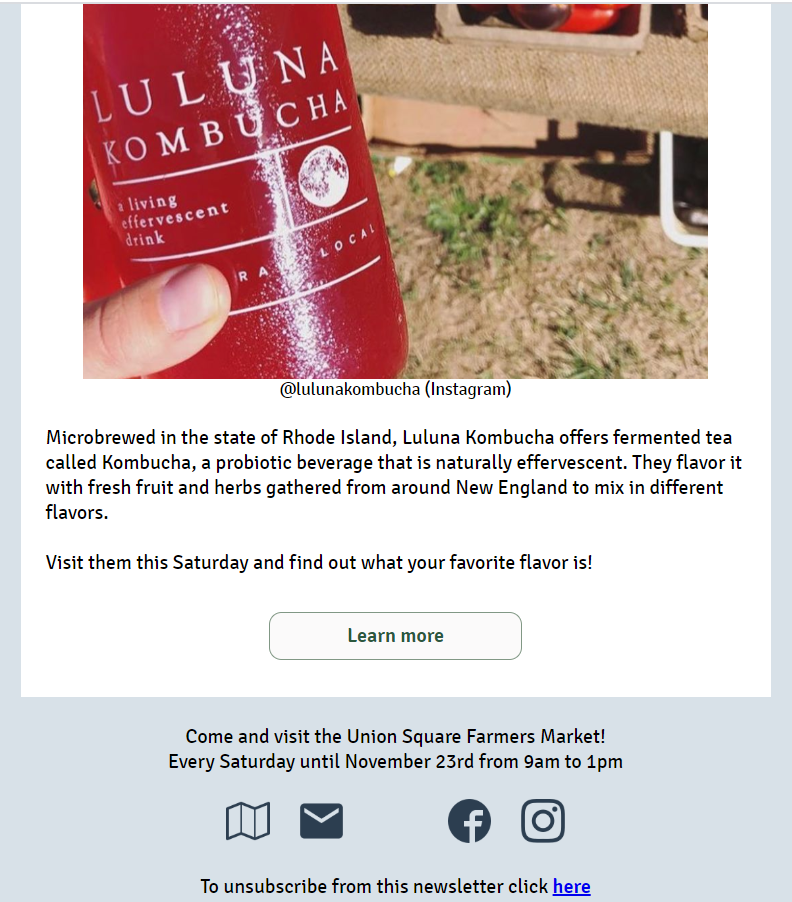 LULUNA
KOMBUCHA
a living
effervescent
drink
LOCAL
@lulunakombucha (Instagram)
Microbrewed in the state of Rhode Island, Luluna Kombucha offers fermented tea
called Kombucha, a probiotic beverage that is naturally effervescent. They flavor it
with fresh fruit and herbs gathered from around New England to mix in different
flavors.
Visit them this Saturday and find out what your favorite flavor is!
Learn more
Come and visit the Union Square Farmers Market!
Every Saturday until November 23rd from 9am to 1pm
To unsubscribe from this newsletter click here